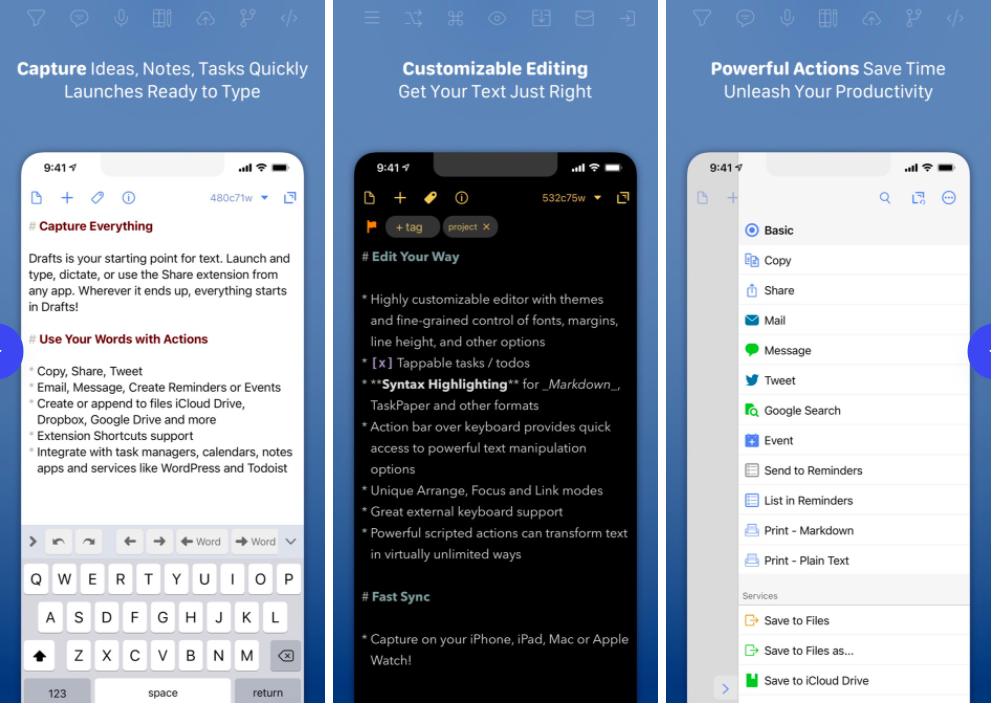 Capture Ideas, Notes, Tasks Quickly
Launches Ready to Type
9:41
480c71w
# Capture Everything
Drafts is your starting point for text. Launch and
type, dictate, or use the Share extension from
any app. Wherever it ends up, everything starts
in Drafts!
# Use Your Words with Actions
* Copy, Share, Tweet
* Email, Message, Create Reminders or Events
* Create or append to files iCloud Drive,
Dropbox, Google Drive and more
* Extension Shortcuts support
* Integrate with task managers, calendars, notes
apps and services like WordPress and Todoist
Word
Word
Q W E R T Y U I O P
A S D F G H J K L
Z X C V B N M
123 space return
Customizable Editing
Get Your Text Just Right
9:41
532c75w
+ tag
project ×
# Edit Your Way
* Highly customizable editor with themes
and fine-grained control of fonts, margins,
line height, and other options
* [x] Tappable tasks / todos
* **Syntax Highlighting** for _Markdown_,
TaskPaper and other formats
* Action bar over keyboard provides quick
access to powerful text manipulation
options
* Unique Arrange, Focus and Link modes
* Great external keyboard support
* Powerful scripted actions can transform text
in virtually unlimited ways
# Fast Sync
* Capture on your iPhone, iPad, Mac or Apple
Watch!
Powerful Actions Save Time
Unleash Your Productivity
9:41
Basic
Copy
Share
Mail
Message
Tweet
Google Search
Event
Send to Reminders
List in Reminders
Print - Markdown
Print - Plain Text
Services
Save to Files
Save to Files as...
Save to iCloud Drive